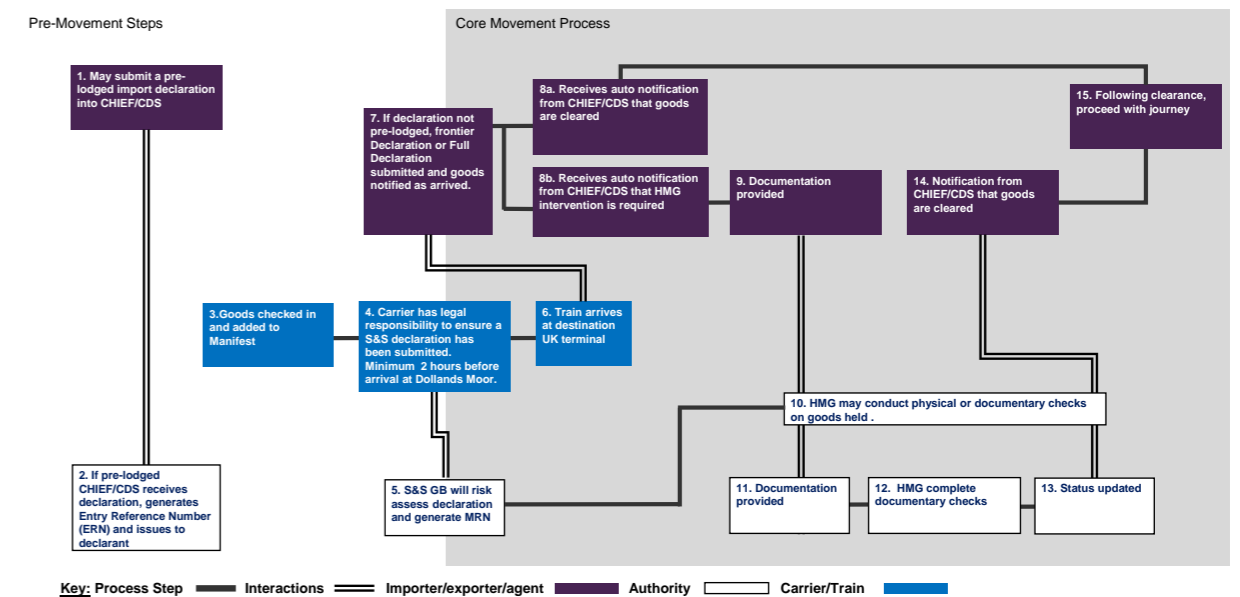 Pre-Movement Steps
Core Movement Process
1. May submit a pre-
lodged import declaration
into CHIEF/CDS
7. If declaration not
pre-lodged, frontier
Declaration or Full
Declaration
submitted and goods
notified as arrived.
8a. Receives auto notification
from CHIEF/CDS that goods
are cleared
15. Following clearance,
proceed with journey
8b. Receives auto notification
from CHIEF/CDS that HMG
intervention is required
9. Documentation
provided
14. Notification from
CHIEF/CDS that goods
are cleared
3.Goods checked in
and added to
Manifest
4. Carrier has legal
responsibility to ensure a
S&S declaration has
been submitted.
Minimum 2 hours before
arrival at Dollands Moor.
6. Train arrives
at destination
UK terminal
10. HMG may conduct physical or documentary checks
on goods held .
2. If pre-lodged
CHIEF/CDS receives
declaration, generates
Entry Reference Number
(ERN) and issues to
declarant
5. S&S GB will risk
assess declaration
and generate MRN
11. Documentation
provided
12. HMG complete
documentary checks
13. Status updated
Key: Process Step Interactions Importer/exporter/agent Authority Carrier/Train